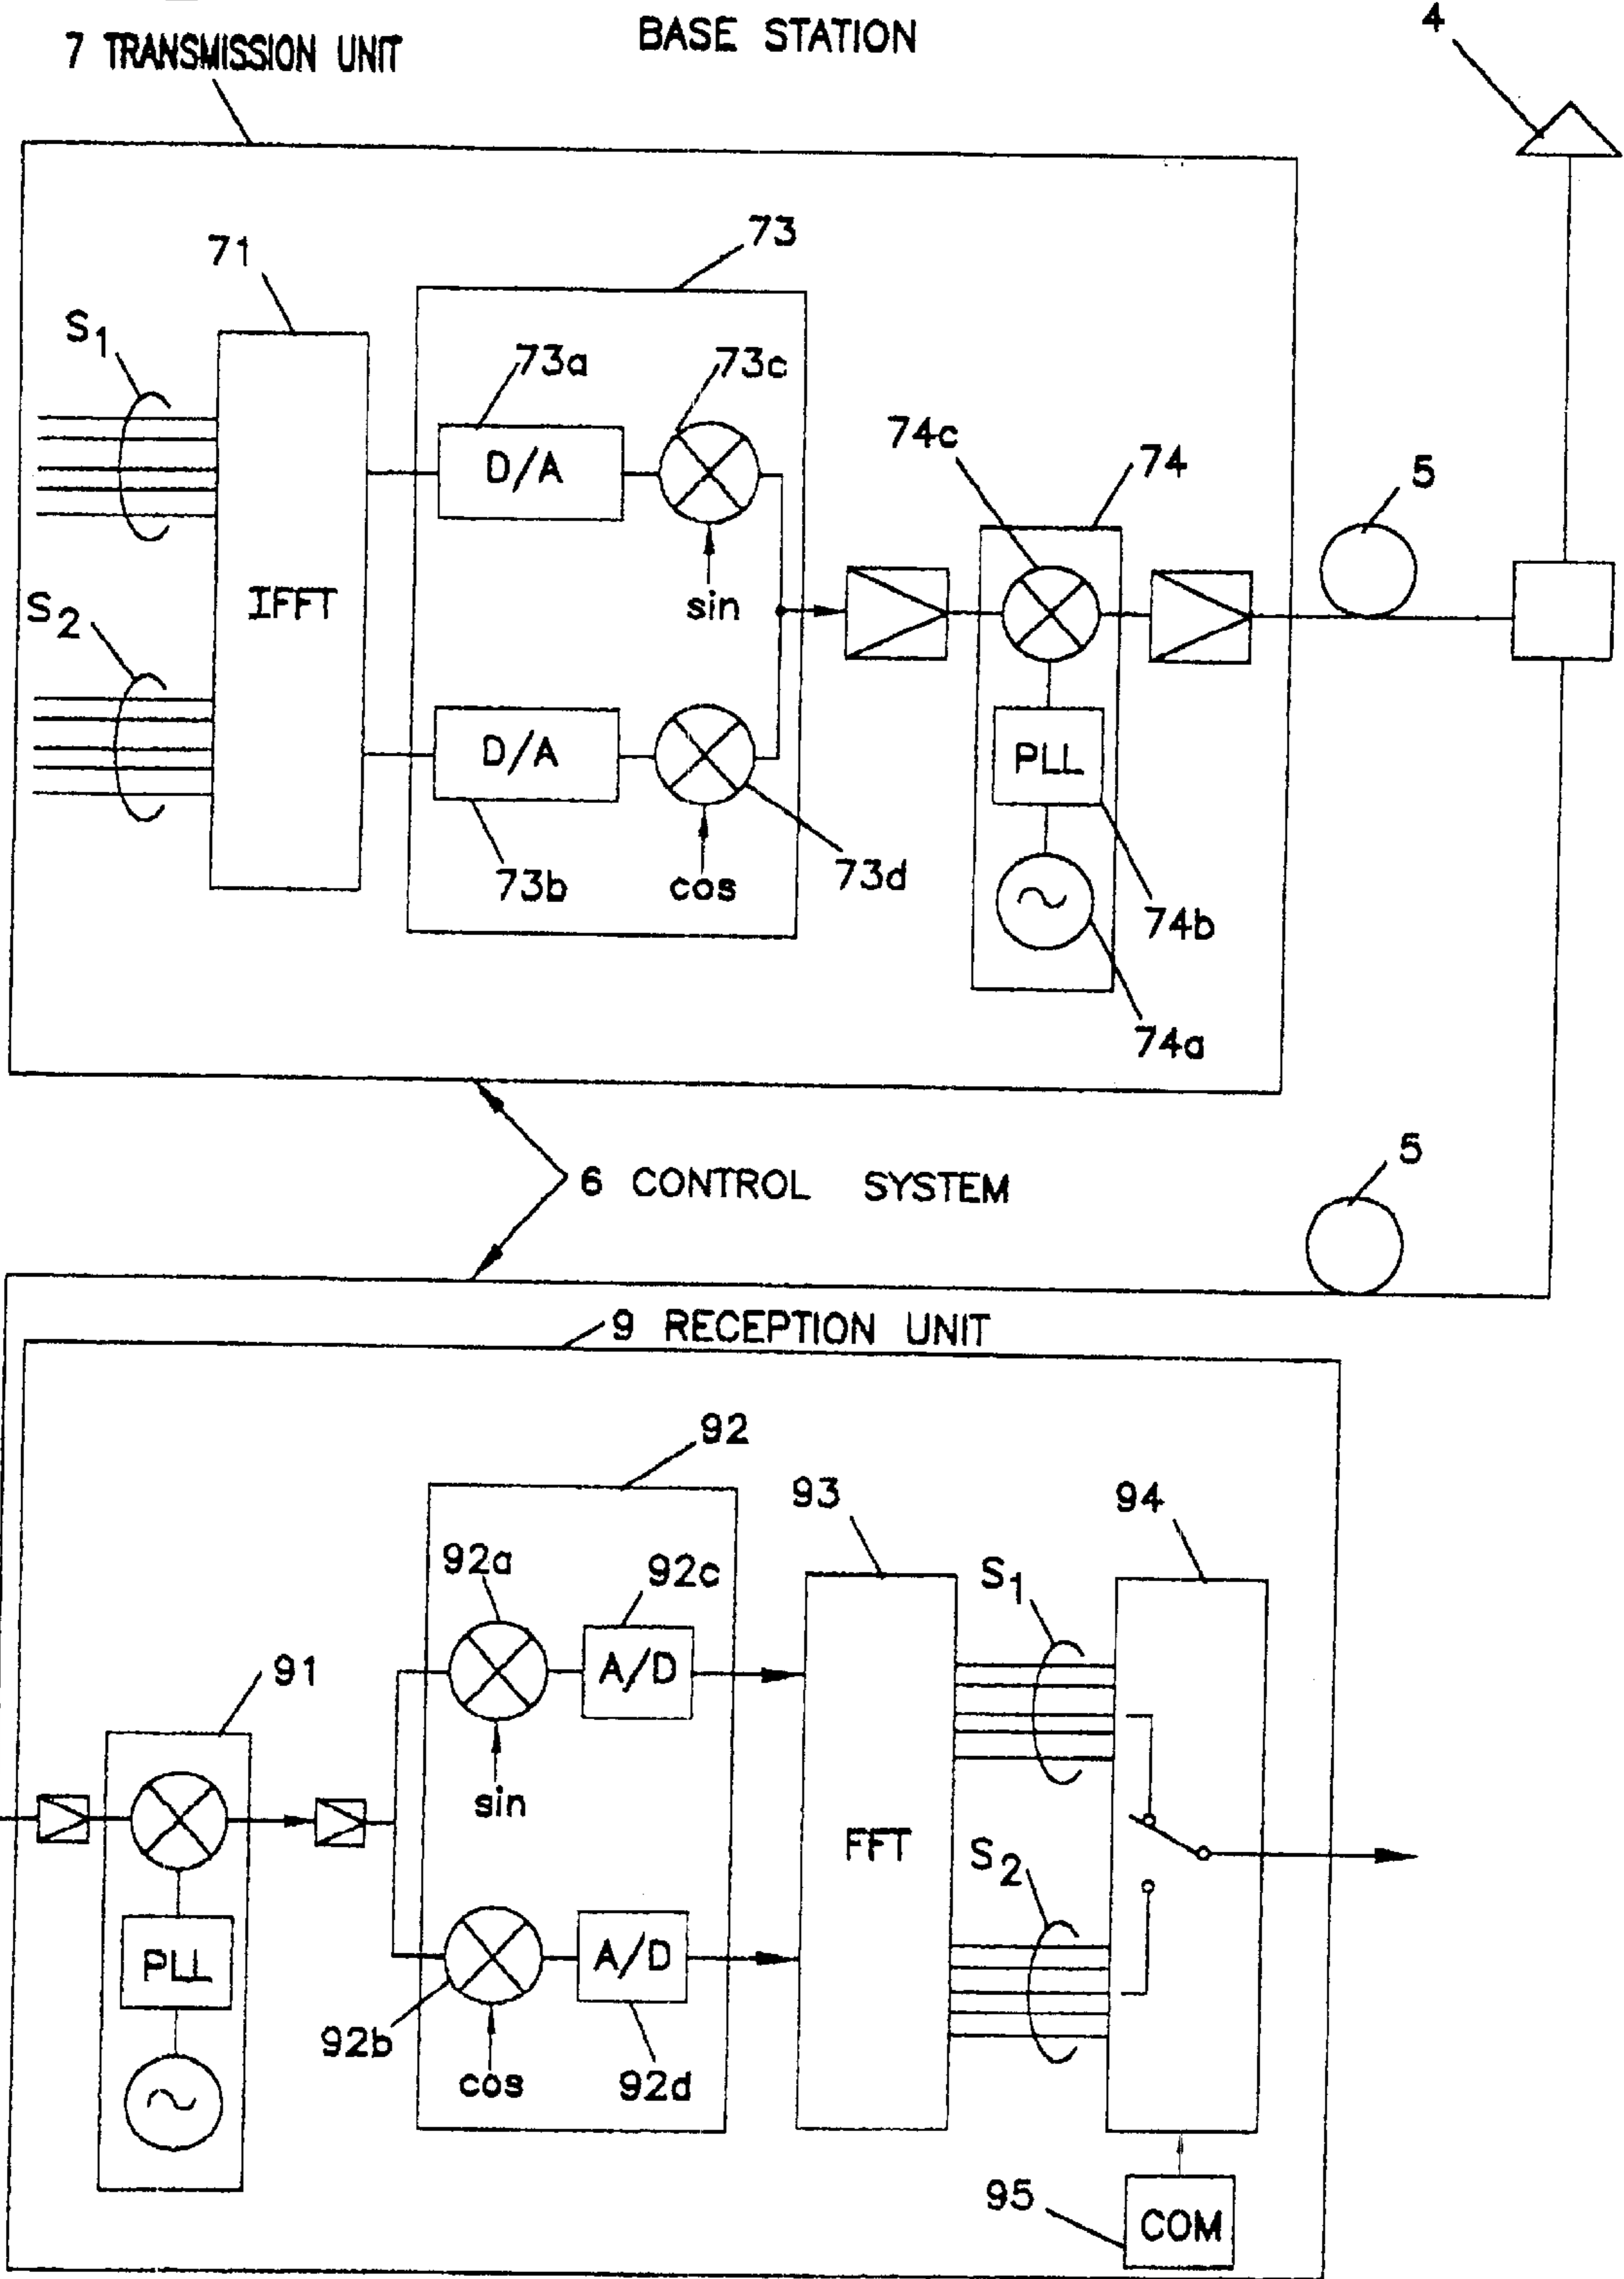 BASE STATION
4
7 TRANSMISSION UNIT
73
71
S1
73a
73c
74c
74
5
D/A
sin
IFFT
S2
D/A
PLL
73b
cos
73d
74b
74a
5
6 CONTROL SYSTEM
9 RECEPTION UNIT
92
93
94
92a
92c
S1
91
A/D
sin
FFT
S2
PLL
A/D
92b
cos
92d
95
COM